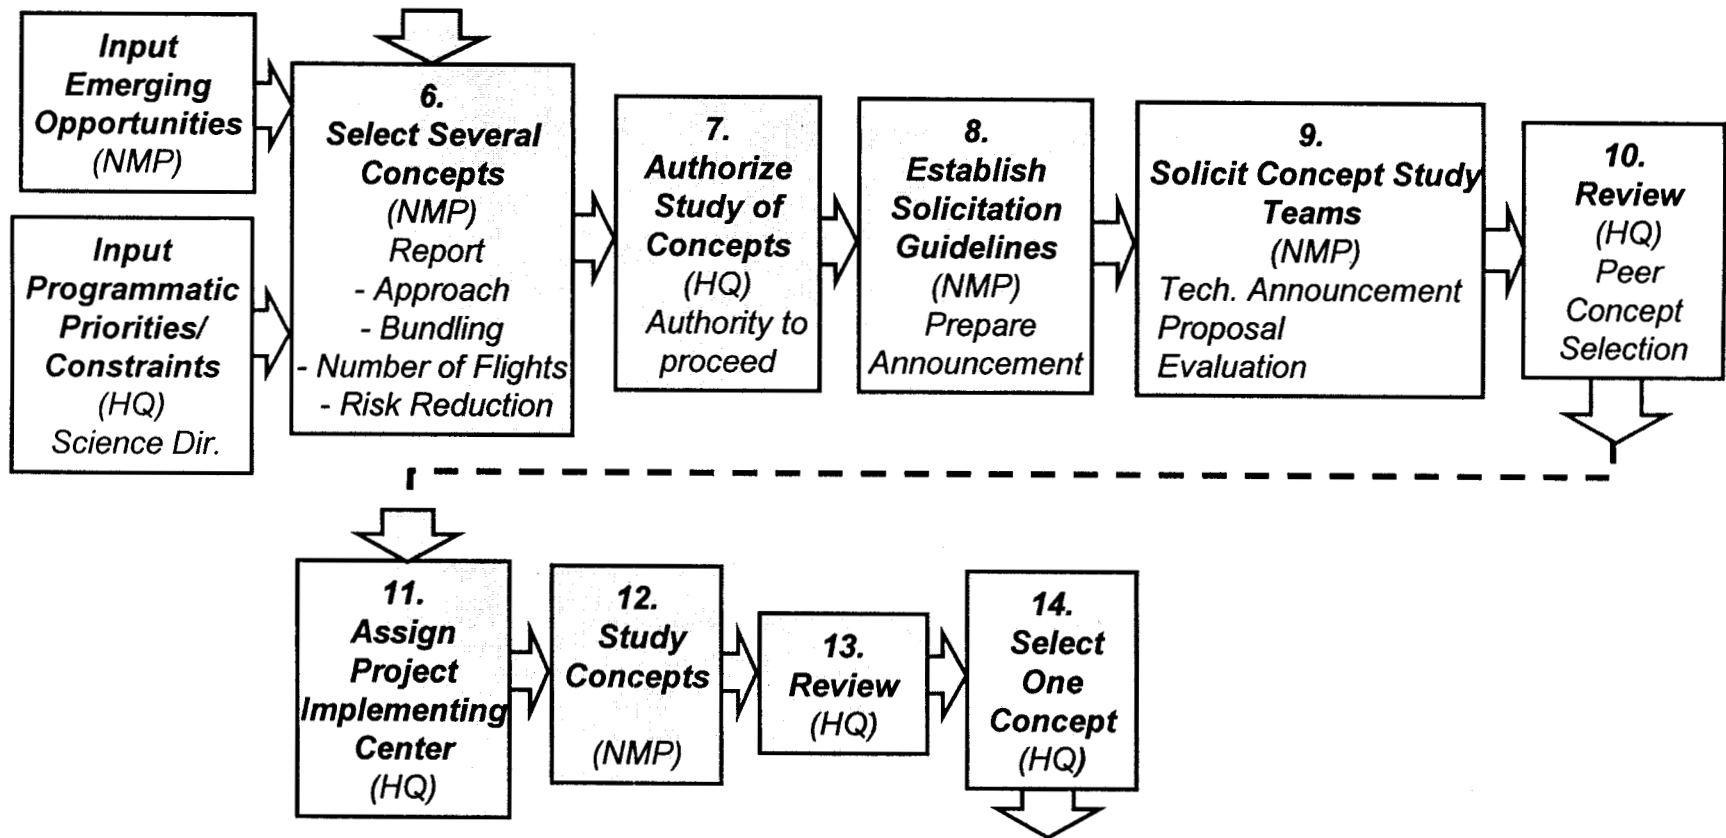 Input
Emerging
Opportunities
(NMP)
Input
Programmatic
Priorities/
Constraints
(HQ)
Science Dir.
6.
Select Several
Concepts
(NMP)
Report
- Approach
- Bundling
- Number of Flights
- Risk Reduction
7.
Authorize
Study of
Concepts
(HQ)
Authority to
proceed
8.
Establish
Solicitation
Guidelines
(NMP)
Prepare
Announcement
9.
Solicit Concept Study
Teams
(NMP)
Tech. Announcement
Proposal
Evaluation
10.
Review
(HQ)
Peer
Concept
Selection
11.
Assign
Project
Implementing
Center
(HQ)
12.
Study
Concepts
(NMP)
13.
Review
(HQ)
14.
Select
One
Concept
(HQ)